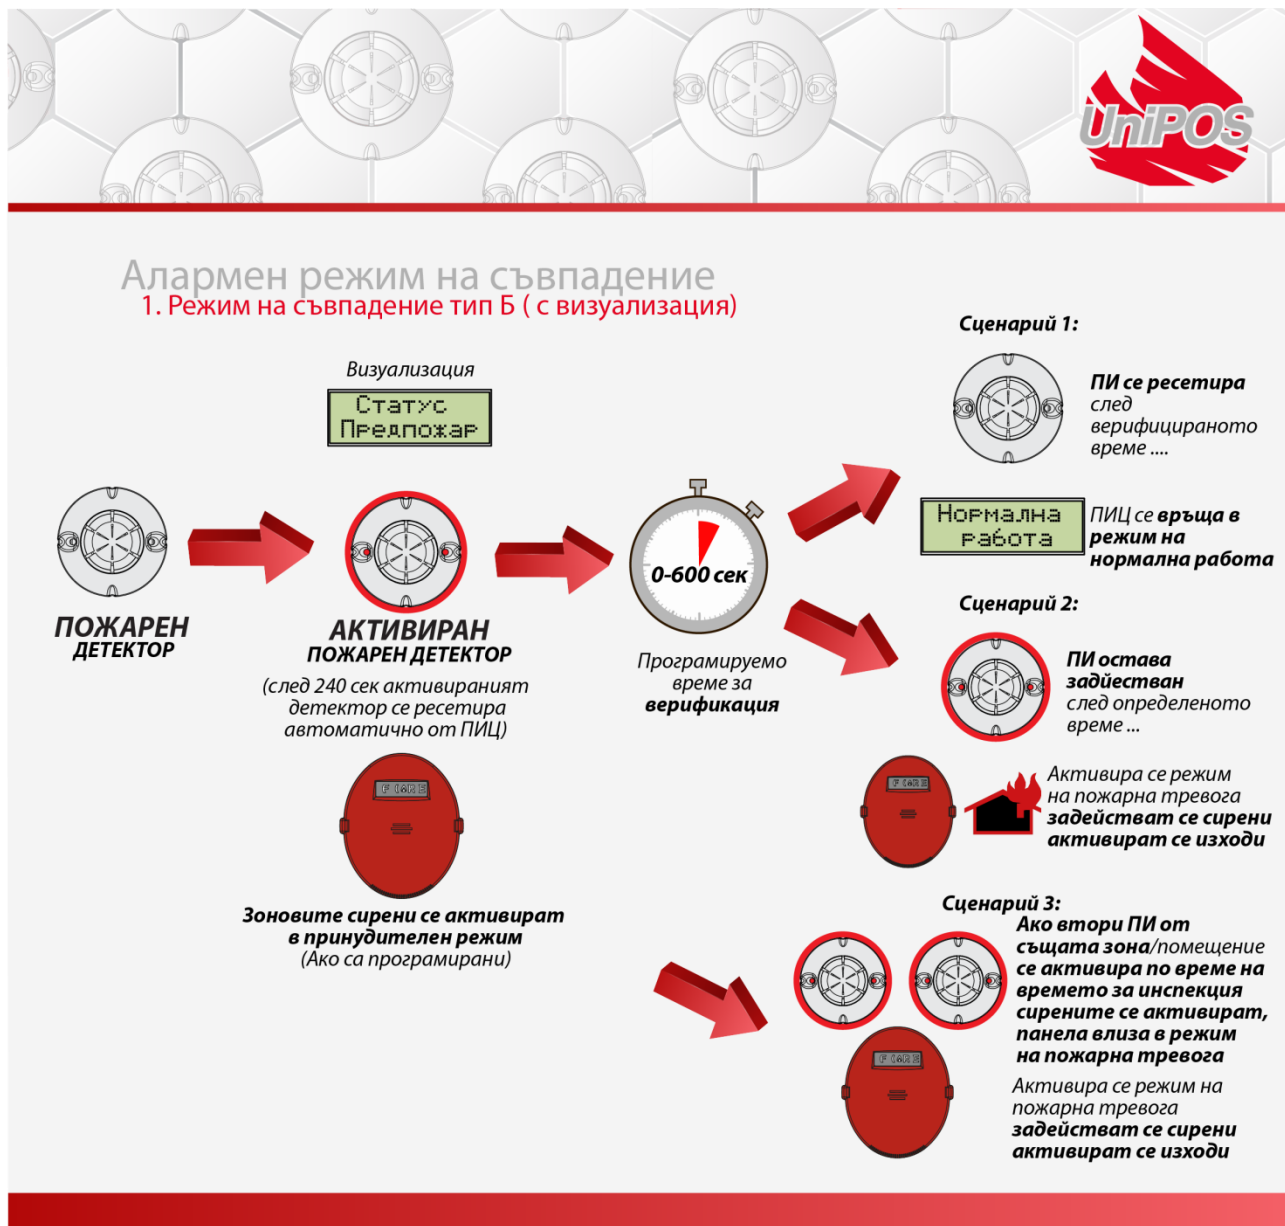 UniPOS
Алармен режим на съвпадение
1. Режим на съвпадение тип Б ( с визуализация)
Визуализация
Статус
Предпожар
ПОЖАРЕН
ДЕТЕКТОР
АКТИВИРАН
ПОЖАРЕН ДЕТЕКТОР
(след 240 сек активираният
детектор се ресетира
автоматично от ПИЦ)
FIRE
Зоновите сирени се активират
в принудителен режим
(Ако са програмирани)
0-600 сек
Програмируемо
време за
верификация
Сценарий 1:
ПИ се ресетира
след
верифицираното
време ....
Нормална
работа
ПИЦ се връща в
режим на
нормална работа
Сценарий 2:
ПИ остава
задйестван
след определеното
време ...
FIRE
Активира се режим
на пожарна тревога
задействат се сирени
активират се изходи
Сценарий 3:
Ако втори ПИ от
същата зона/помещение
се активира по време на
времето за инспекция
сирените се активират,
панела влиза в режим
на пожарна тревога
FIRE
Активира се режим на
пожарна тревога
задействат се сирени
активират се изходи